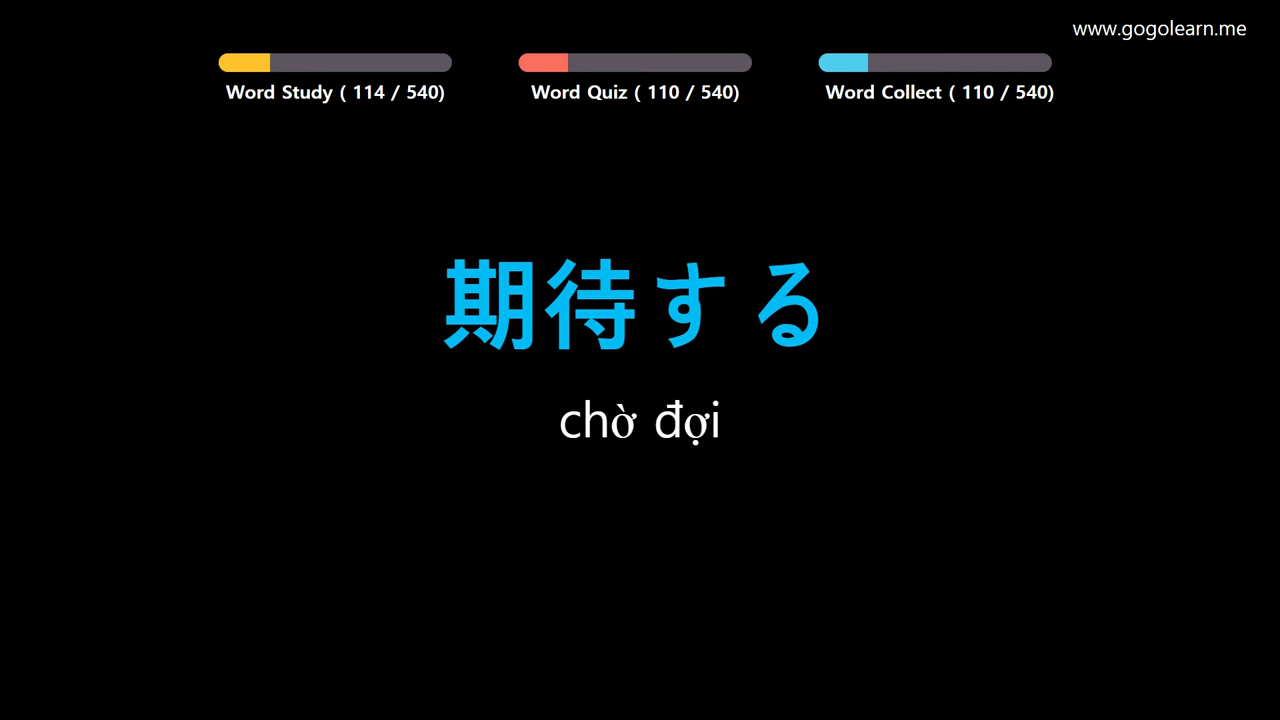 www.gogolearn.me
Word Study ( 114 / 540)
Word Quiz ( 110 / 540)
Word Collect ( 110 / 540)
期待する
chờ đợi